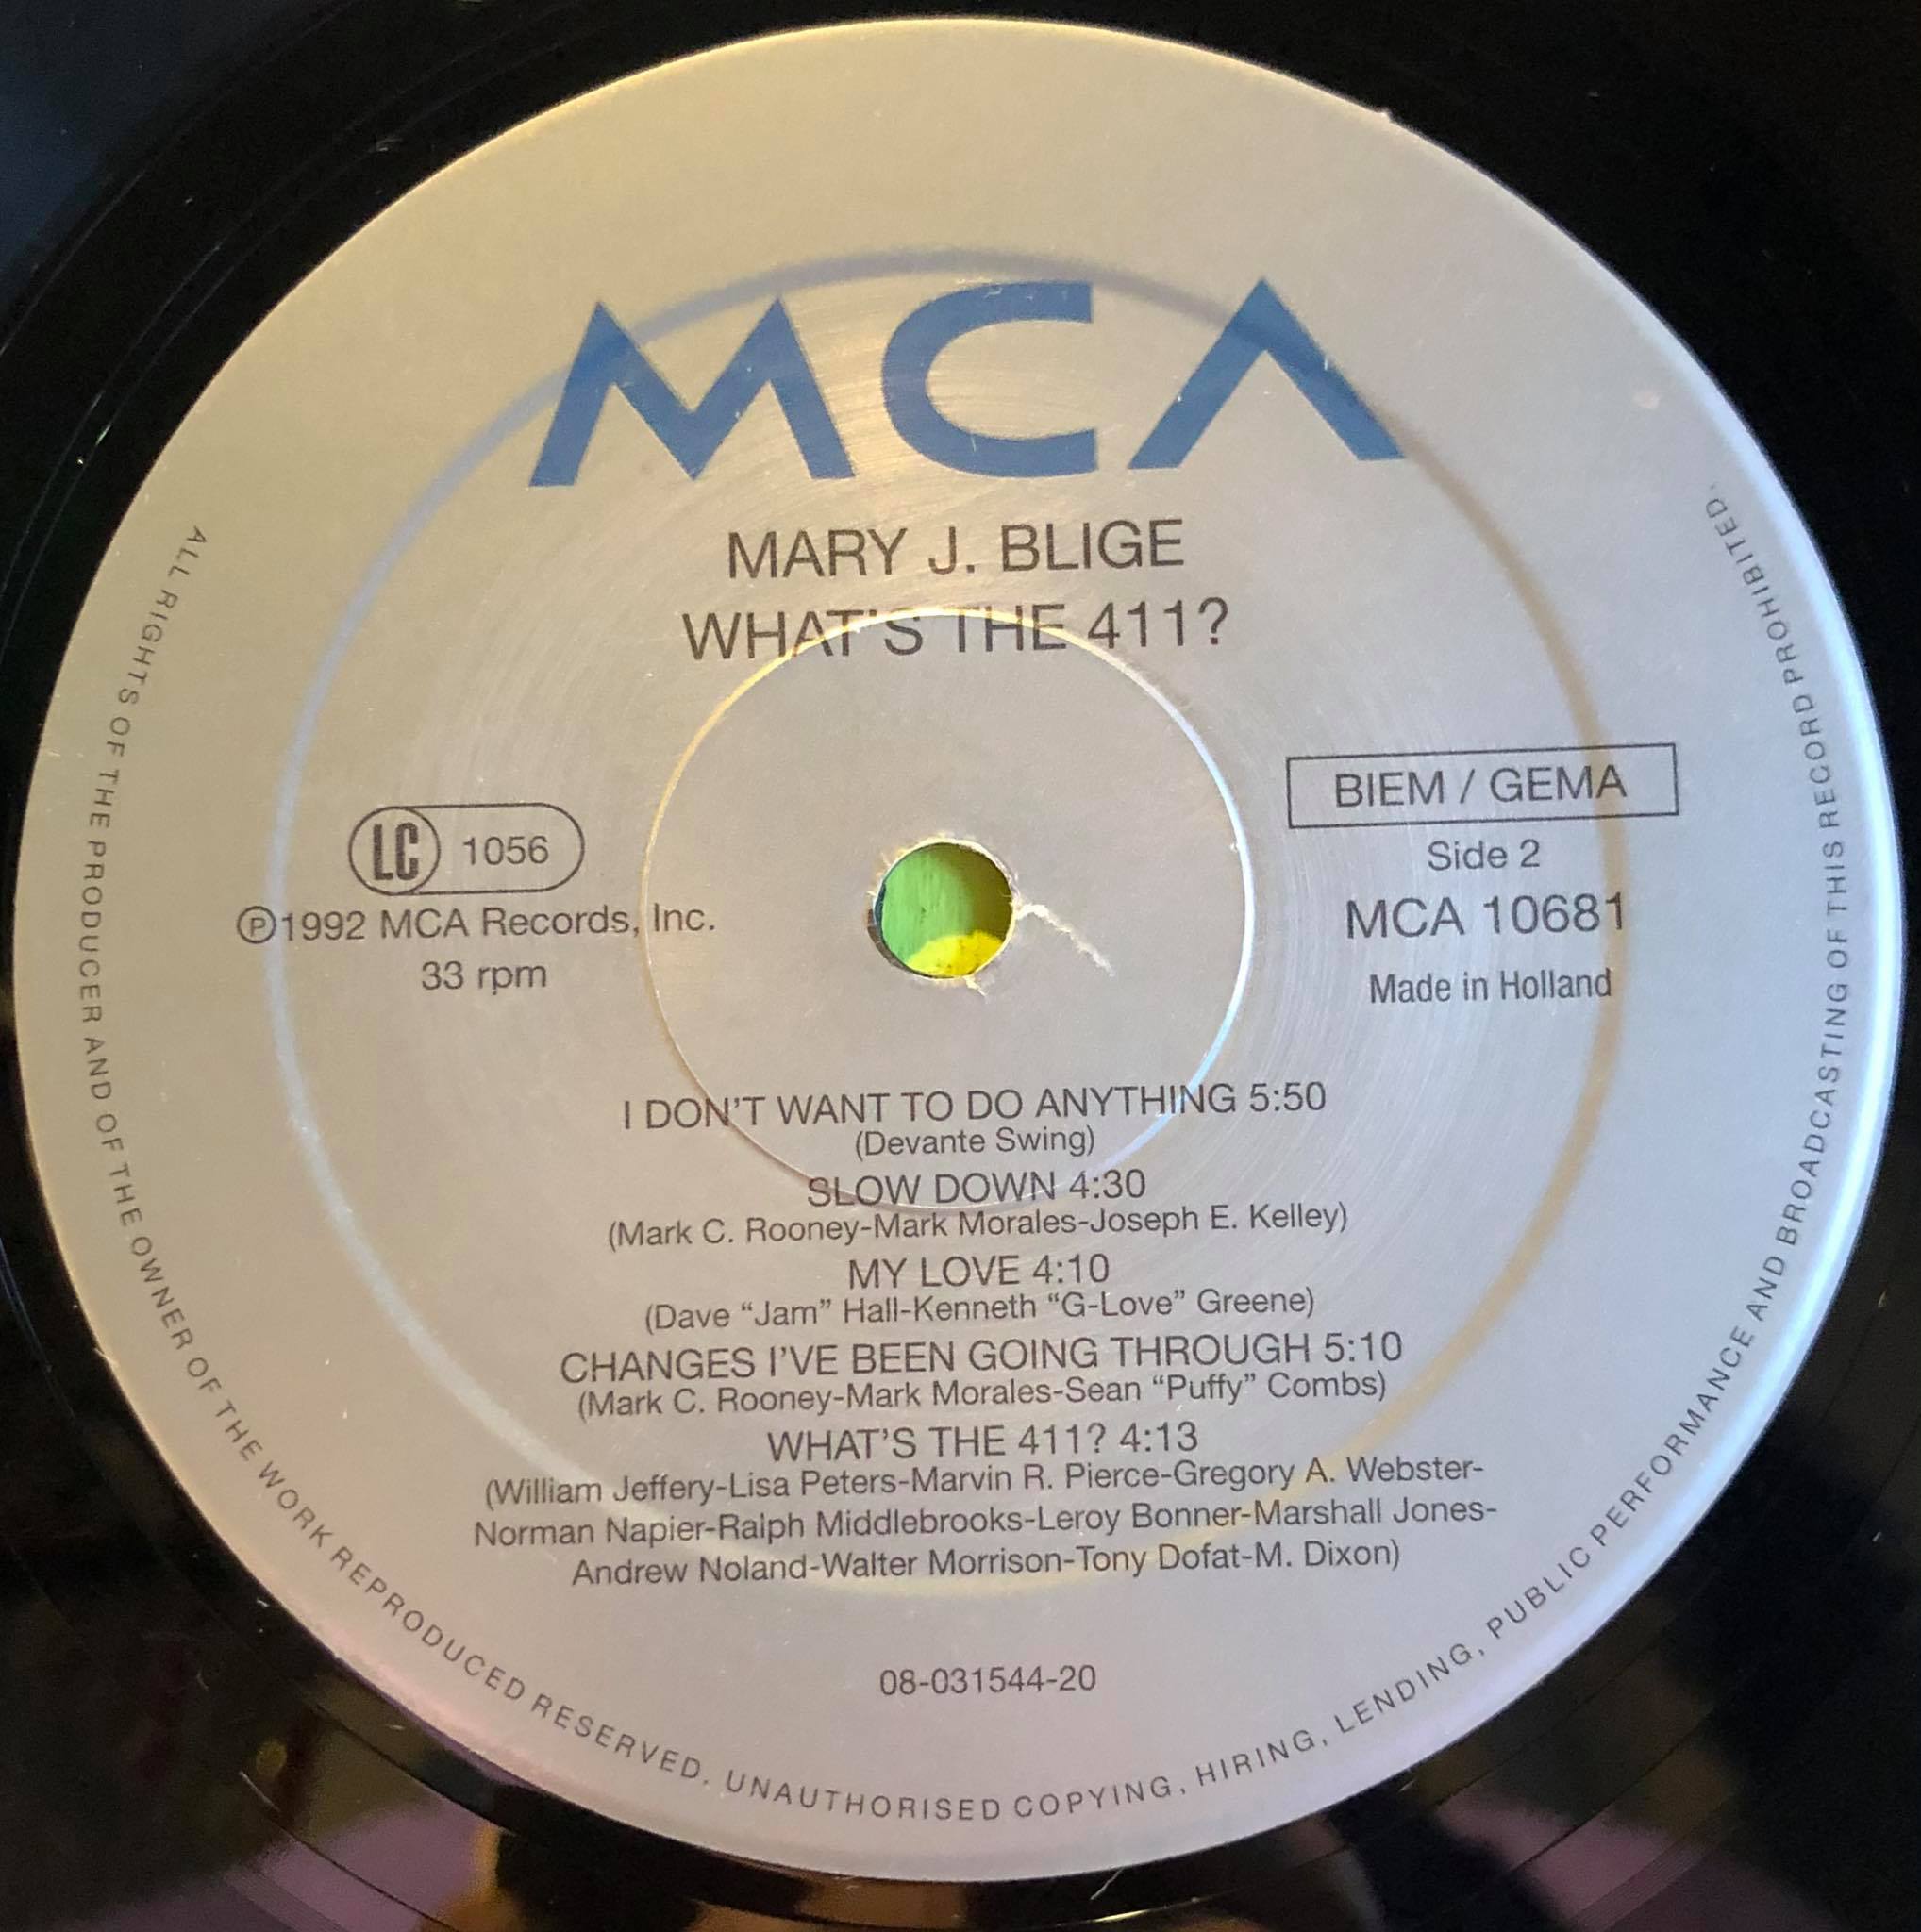 MCA
MARY J. BLIGE
WHAT'S THE 411?
LC 1056
℗1992 MCA Records, Inc.
33 rpm
BIEM / GEMA
Side 2
MCA 10681
Made in Holland
I DON'T WANT TO DO ANYTHING 5:50
(Devante Swing)
SLOW DOWN 4:30
(Mark C. Rooney-Mark Morales-Joseph E. Kelley)
MY LOVE 4:10
(Dave “Jam” Hall-Kenneth “G-Love” Greene)
CHANGES I'VE BEEN GOING THROUGH 5:10
(Mark C. Rooney-Mark Morales-Sean “Puffy” Combs)
WHAT'S THE 411? 4:13
(William Jeffery-Lisa Peters-Marvin R. Pierce-Gregory A. Webster-
Norman Napier-Ralph Middlebrooks-Leroy Bonner-Marshall Jones-
Andrew Noland-Walter Morrison-Tony Dofat-M. Dixon)
08-031544-20
ALL RIGHTS OF THE PRODUCER AND OF THE OWNER OF THE WORK REPRODUCED RESERVED. UNAUTHORISED COPYING, HIRING, LENDING, PUBLIC PERFORMANCE AND BROADCASTING OF THIS RECORD PROHIBITED.